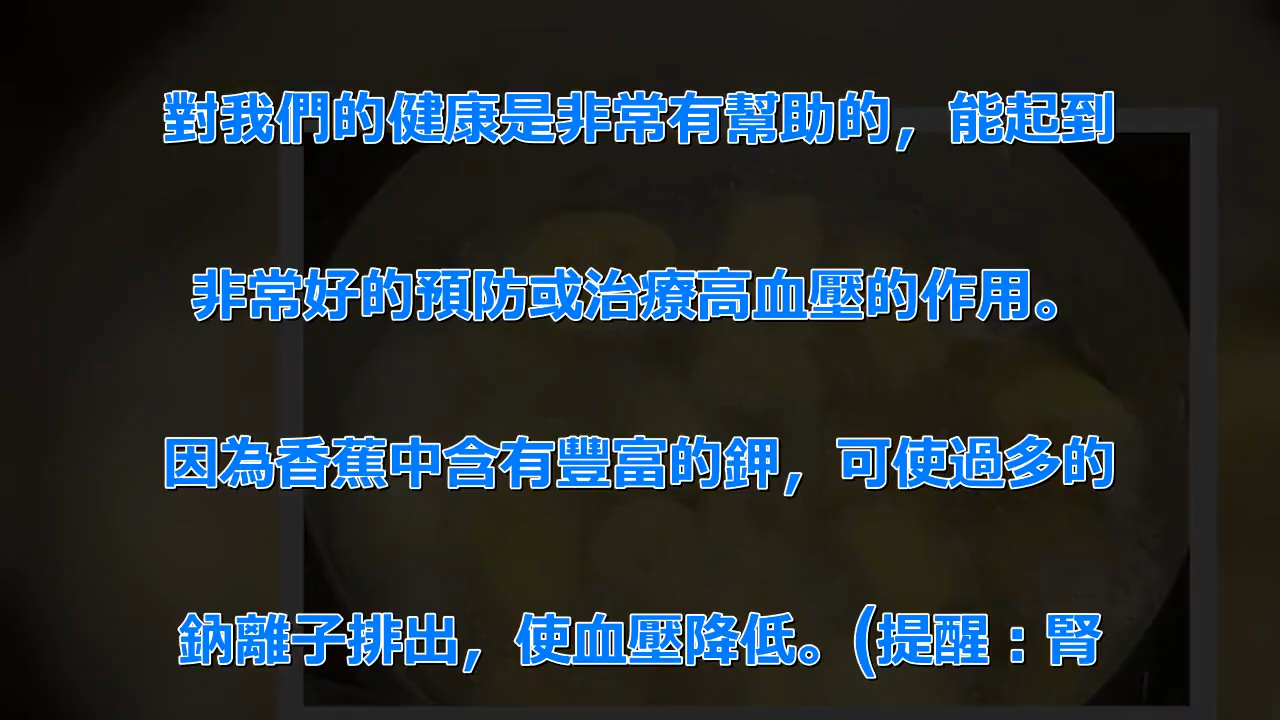 對我們的健康是非常有幫助的，能起到
非常好的預防或治療高血壓的作用。
因為香蕉中含有豐富的鉀，可使過多的
鈉離子排出，使血壓降低。(提醒：腎